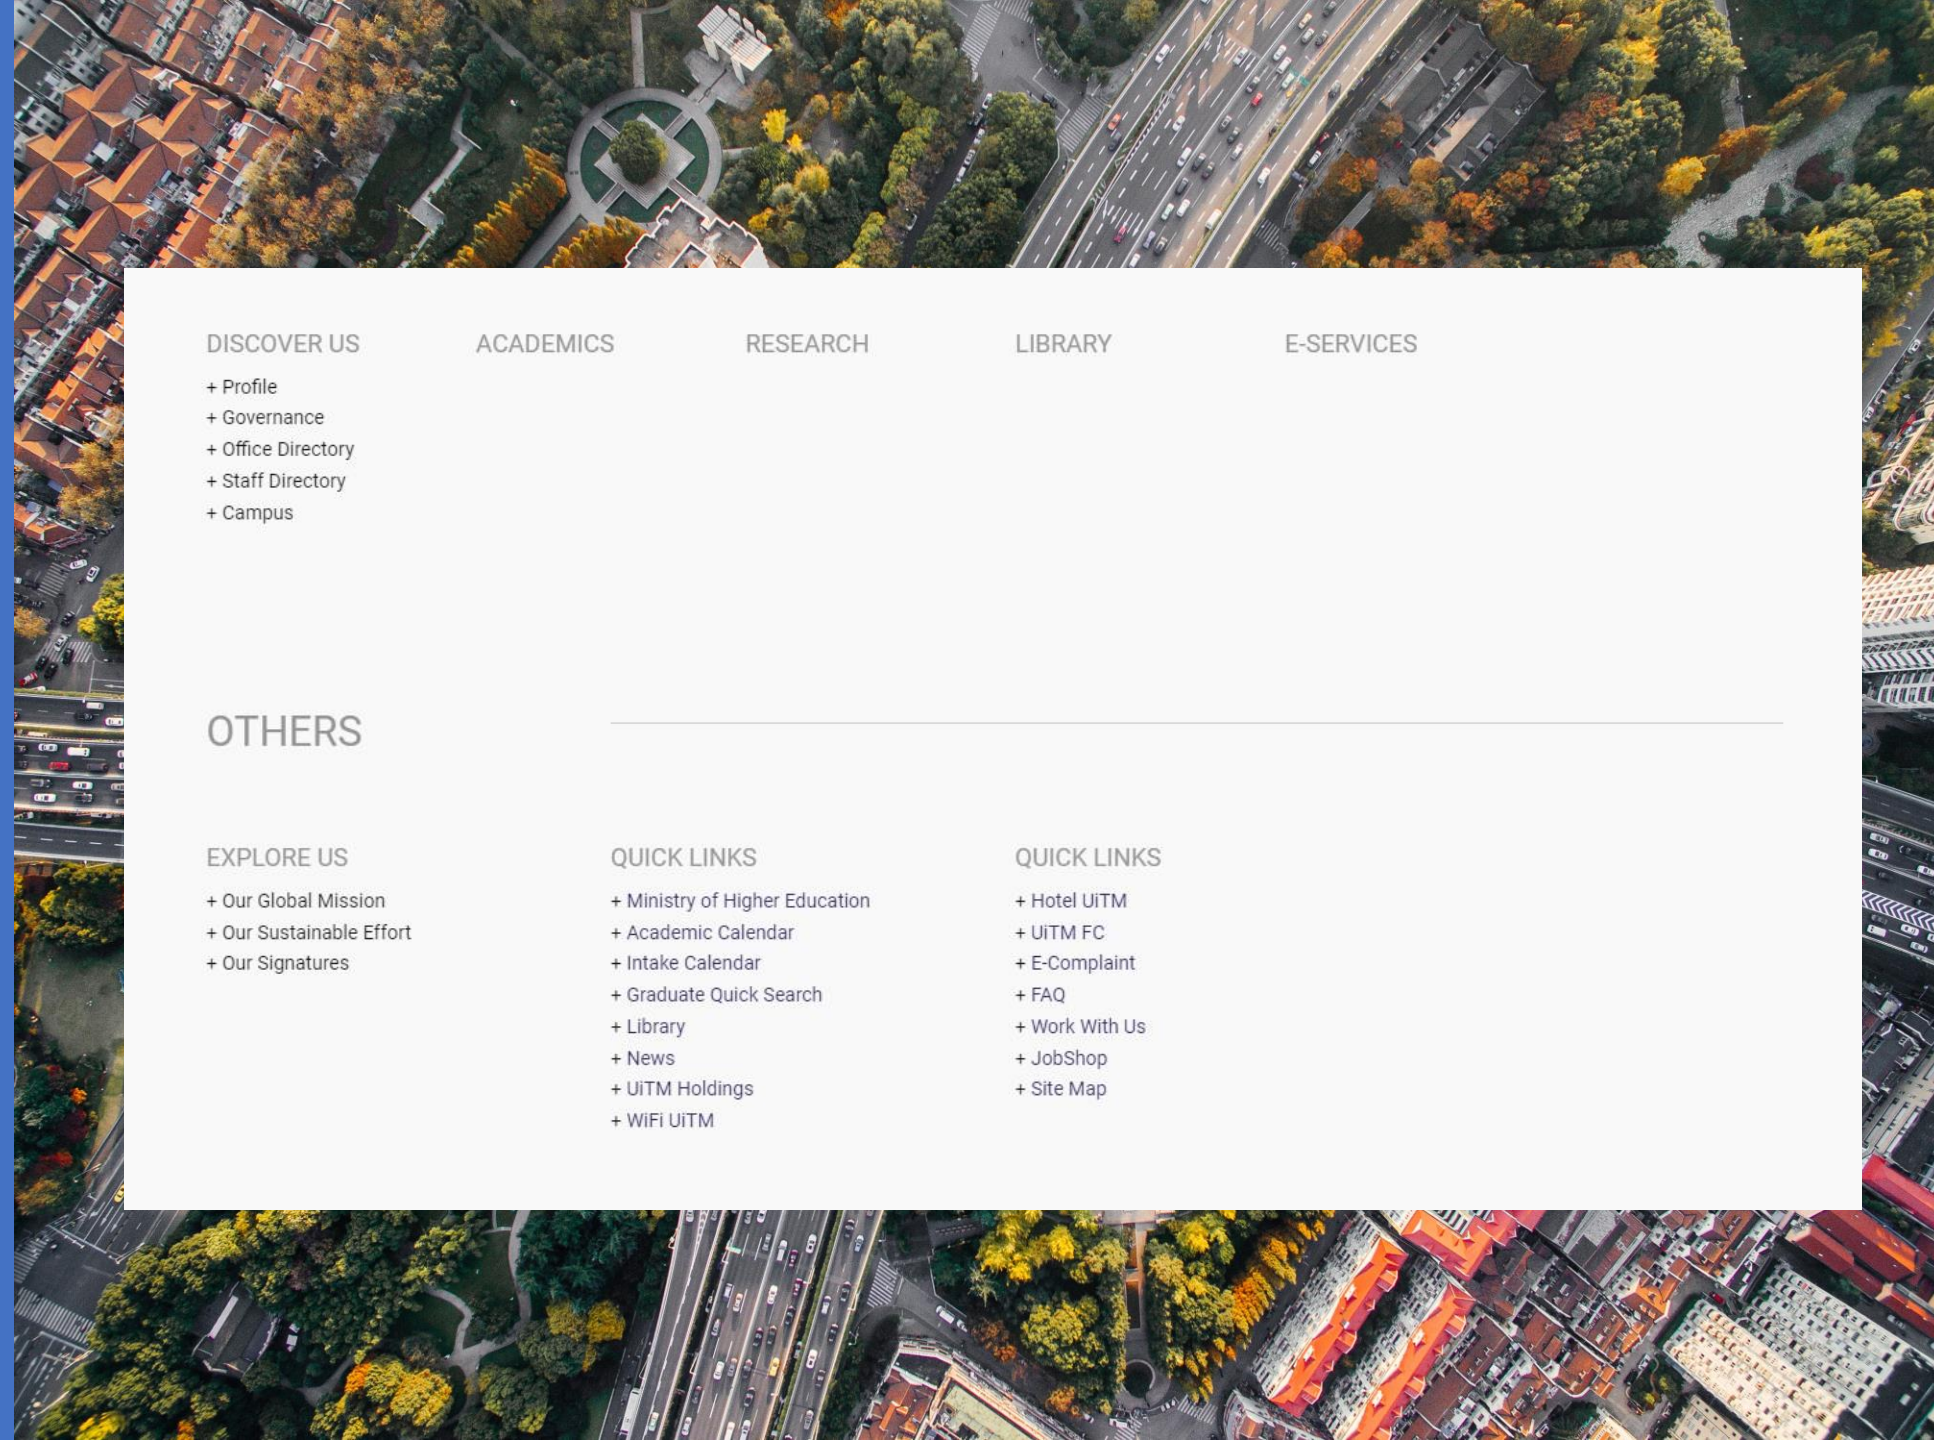 DISCOVER US
+ Profile
+ Governance
+ Office Directory
+ Staff Directory
+ Campus
ACADEMICS
RESEARCH
LIBRARY
E-SERVICES
OTHERS
EXPLORE US
+ Our Global Mission
+ Our Sustainable Effort
+ Our Signatures
QUICK LINKS
+ Ministry of Higher Education
+ Academic Calendar
+ Intake Calendar
+ Graduate Quick Search
+ Library
+ News
+ UiTM Holdings
+ WiFi UiTM
QUICK LINKS
+ Hotel UiTM
+ UiTM FC
+ E-Complaint
+ FAQ
+ Work With Us
+ JobShop
+ Site Map